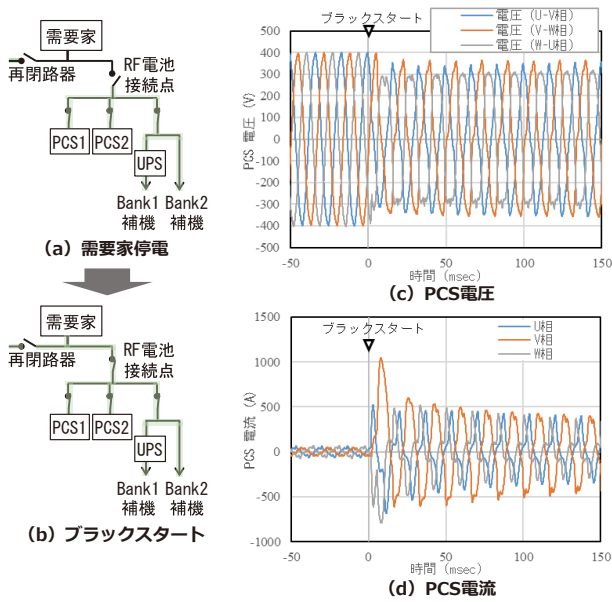 需要家
再閉路器
RF電池
接続点
PCS1
PCS2
UPS
Bank1
補機
Bank2
補機
(a) 需要家停電
需要家
再閉路器
RF電池
接続点
PCS1
PCS2
UPS
Bank1
補機
Bank2
補機
(b) ブラックスタート
ブラックスタート
電圧 (U-V相)
電圧 (V-W相)
電圧 (W-U相)
PCS 電圧 (V)
500
400
300
200
100
0
-100
-200
-300
-400
-500
-50
0
50
100
150
時間 (msec)
(c) PCS電圧
ブラックスタート
U相
V相
W相
PCS 電流 (A)
1500
1000
500
0
-500
-1000
-50
0
50
100
150
時間 (msec)
(d) PCS電流